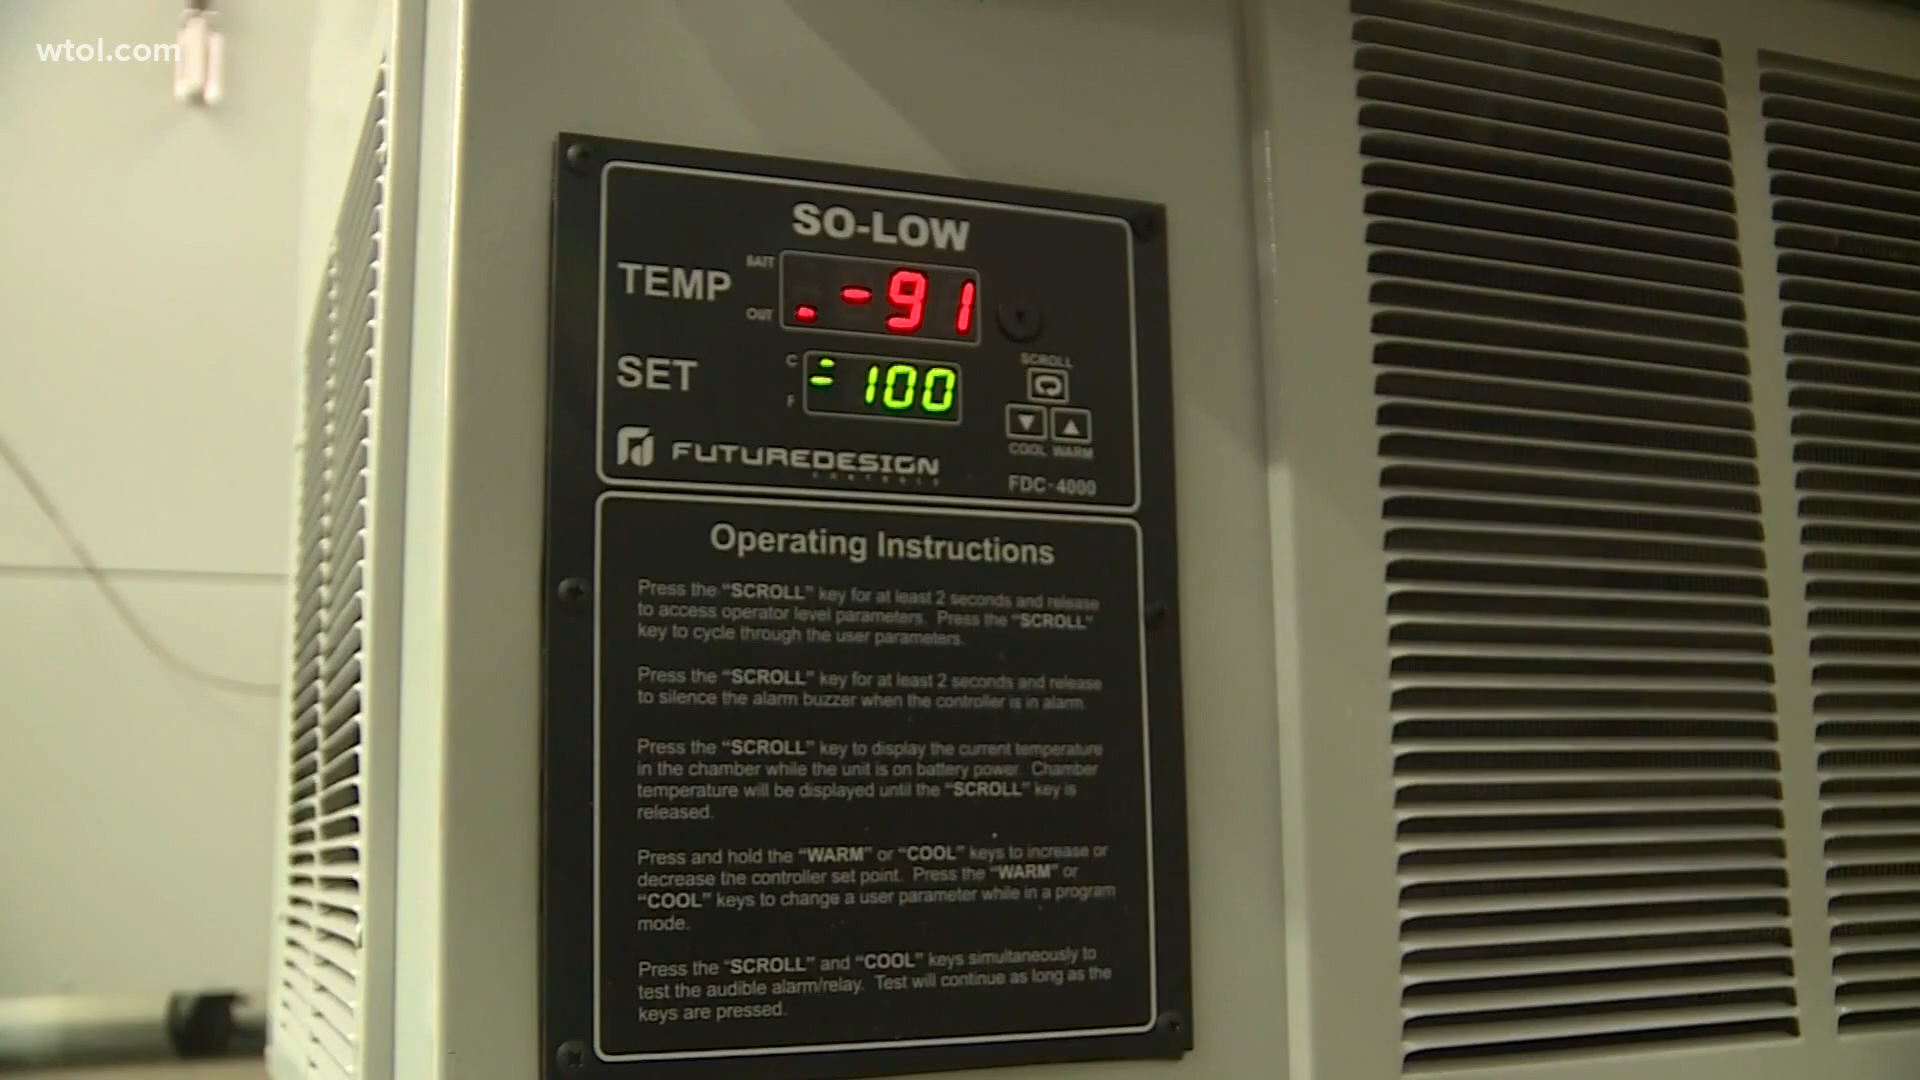 wtol.com
SO-LOW
TEMP
BATT
OUT
-91
SET
C
F
-100
SCROLL
COOL WARM
FUTUREDESIGN
CONTROLS
FDC-4000
Operating Instructions
Press the “SCROLL” key for at least 2 seconds and release
to access operator level parameters. Press the “SCROLL”
key to cycle through the user parameters.
Press the “SCROLL” key for at least 2 seconds and release
to silence the alarm buzzer when the controller is in alarm.
Press the “SCROLL” key to display the current temperature
in the chamber while the unit is on battery power. Chamber
temperature will be displayed until the “SCROLL” key is
released.
Press and hold the “WARM” or “COOL” keys to increase or
decrease the controller set point. Press the “WARM” or
“COOL” keys to change a user parameter while in a program
mode.
Press the “SCROLL” and “COOL” keys simultaneously to
test the audible alarm/relay. Test will continue as long as the
keys are pressed.